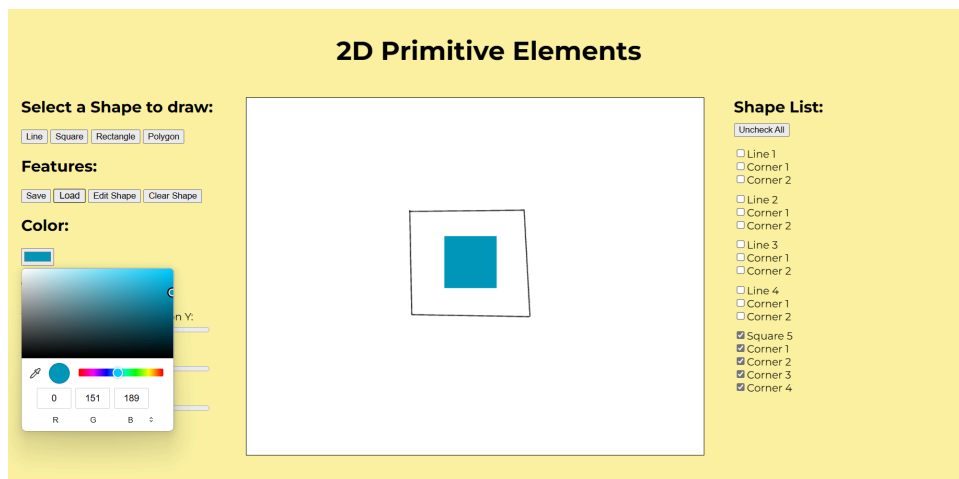 2D Primitive Elements
Select a Shape to draw:
Line Square Rectangle Polygon
Features:
Save Load Edit Shape Clear Shape
Color:
n Y:
0 151 189
R G B
Shape List:
Uncheck All
Line 1
Corner 1
Corner 2
Line 2
Corner 1
Corner 2
Line 3
Corner 1
Corner 2
Line 4
Corner 1
Corner 2
Square 5
Corner 1
Corner 2
Corner 3
Corner 4